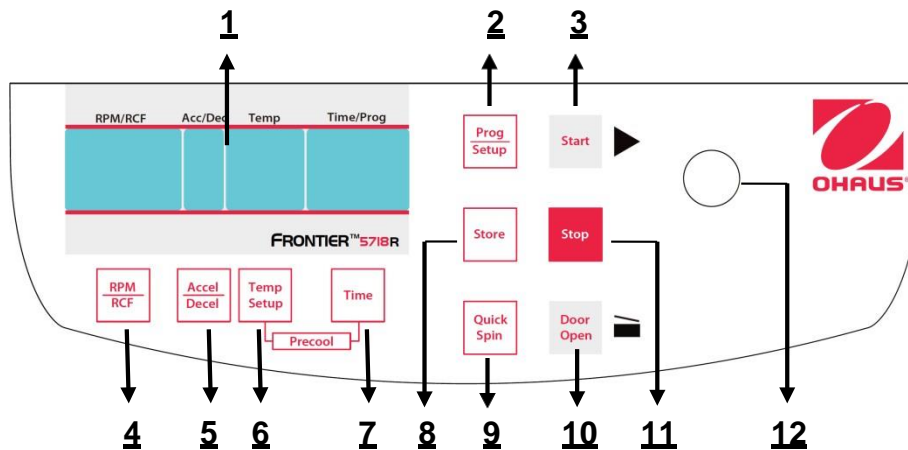 1 2 3
RPM/RCF Acc/Dec Temp Time/Prog
Prog
Setup
Start
OHAUS®
FRONTIER™5718R
Store
Stop
RPM
RCF
Accel
Decel
Temp
Setup
Time
Precool
Quick
Spin
Door
Open
4 5 6 7 8 9 10 11 12